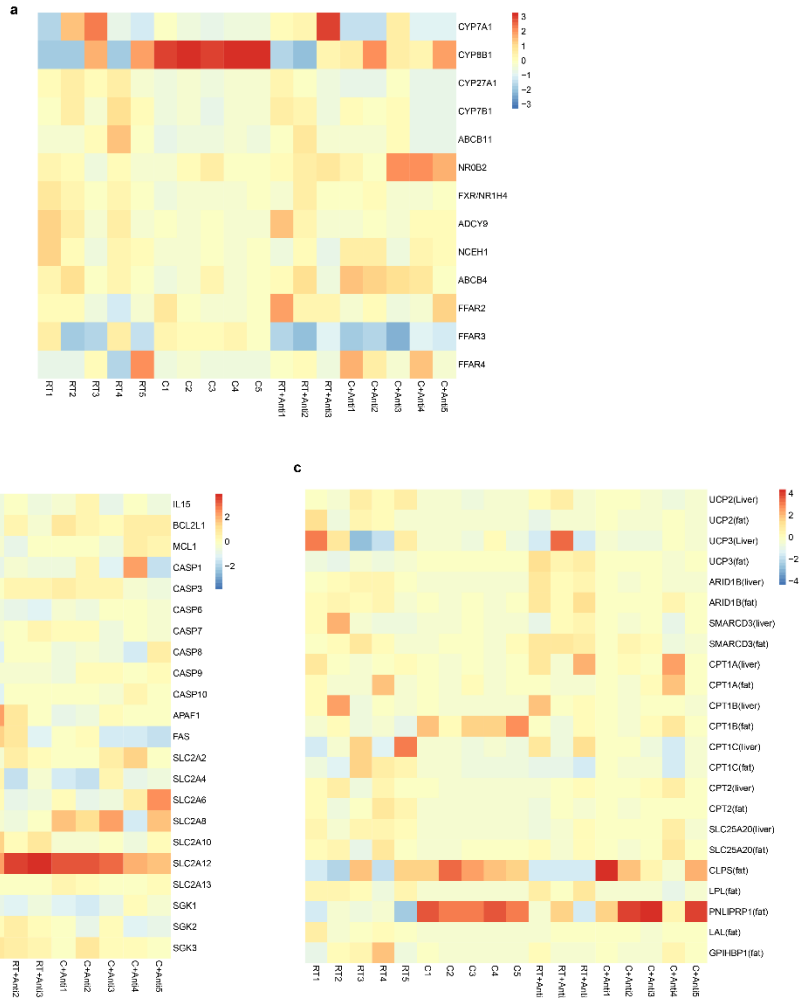 a
CYP7A1
CYP8B1
CYP27A1
CYP7B1
ABCB11
NR0B2
FXR/NR1H4
ADCY9
NCEH1
ABCB4
FFAR2
FFAR3
FFAR4
3
2
1
0
−1
−2
−3
RT1 RT2 RT3 RT4 RT5 C1 C2 C3 C4 C5 RT+Anti1 RT+Anti2 RT+Anti3 C+Anti1 C+Anti2 C+Anti3 C+Anti4 C+Anti5
IL15
BCL2L1
MCL1
CASP1
CASP3
CASP6
CASP7
CASP8
CASP9
CASP10
APAF1
FAS
SLC2A2
SLC2A4
SLC2A6
SLC2A8
SLC2A10
SLC2A12
SLC2A13
SGK1
SGK2
SGK3
2
0
−2
RT+Anti2 RT+Anti3 C+Anti1 C+Anti2 C+Anti3 C+Anti4 C+Anti5
c
UCP2(Liver)
UCP2(fat)
UCP3(Liver)
UCP3(fat)
ARID1B(liver)
ARID1B(fat)
SMARCD3(liver)
SMARCD3(fat)
CPT1A(liver)
CPT1A(fat)
CPT1B(liver)
CPT1B(fat)
CPT1C(liver)
CPT1C(fat)
CPT2(liver)
CPT2(fat)
SLC25A20(liver)
SLC25A20(fat)
CLPS(fat)
LPL(fat)
PNLIPRP1(fat)
LAL(fat)
GPIHBP1(fat)
4
2
0
−2
−4
RT1 RT2 RT3 RT4 RT5 C1 C2 C3 C4 C5 RT+Anti RT+Anti RT+Anti C+Anti1 C+Anti2 C+Anti3 C+Anti4 C+Anti5